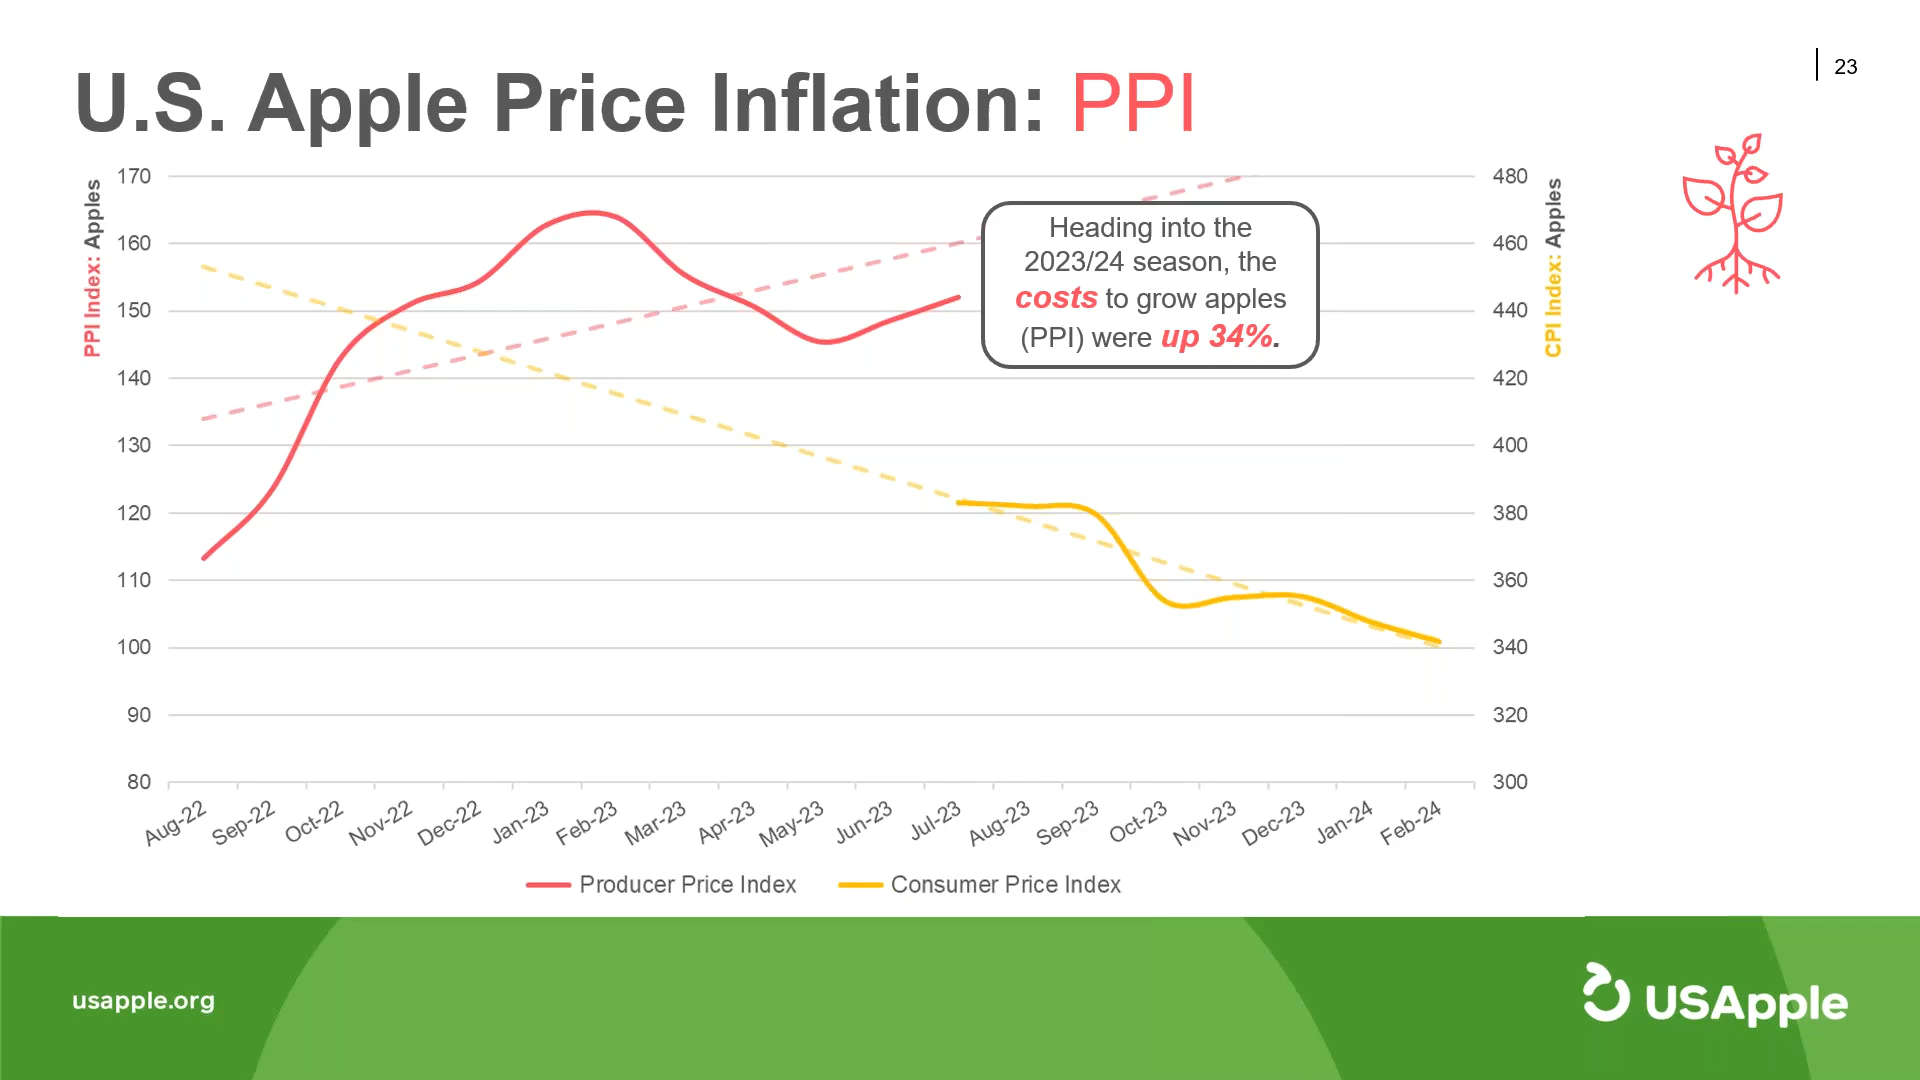 23
U.S. Apple Price Inflation: PPI
PPI Index: Apples
170
160
150
140
130
120
110
100
90
80
Heading into the
2023/24 season, the
costs to grow apples
(PPI) were up 34%.
480
460
440
420
400
380
360
340
320
300
CPI Index: Apples
Aug-22
Sep-22
Oct-22
Nov-22
Dec-22
Jan-23
Feb-23
Mar-23
Apr-23
May-23
Jun-23
Jul-23
Aug-23
Sep-23
Oct-23
Nov-23
Dec-23
Jan-24
Feb-24
Producer Price Index
Consumer Price Index
usapple.org
USApple